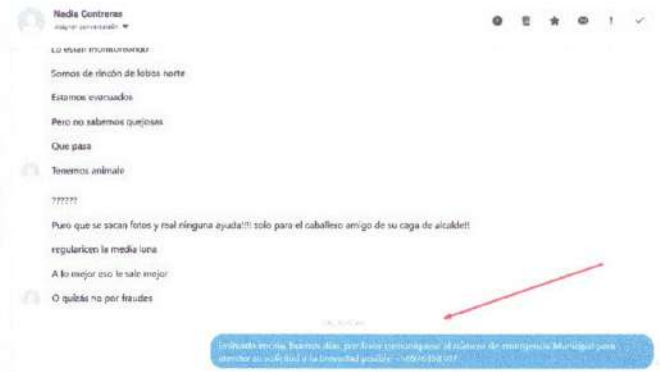 Nadia Contreras
Lo están monitoreando
Somos de rincón de lobos norte
Estamos evacuados
Pero no sabemos quejosas
Que pasa
Tenemos animale
??????
Puro que se sacan fotos y real ninguna ayuda!!! solo para el caballero amigo de su caga de alcalde!!
regularicen la media luna
A lo mejor eso le sale mejor
O quizás no por fraudes
Estimada vecina, buenos días, por favor comuníquese al número de emergencia Municipal para
atender su solicitud a la brevedad posible